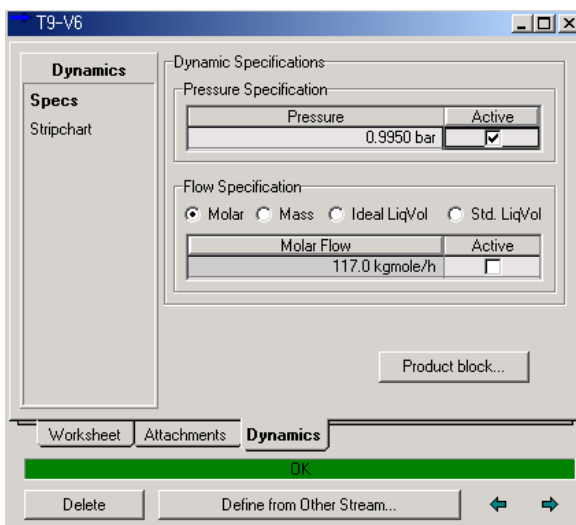 T9-V6
Dynamics
Specs
Stripchart
Dynamic Specifications
Pressure Specification
Pressure Active
0.9950 bar
Flow Specification
Molar Mass Ideal LiqVol Std. LiqVol
Molar Flow Active
117.0 kgmole/h
Product block...
Worksheet Attachments Dynamics
OK
Delete Define from Other Stream...